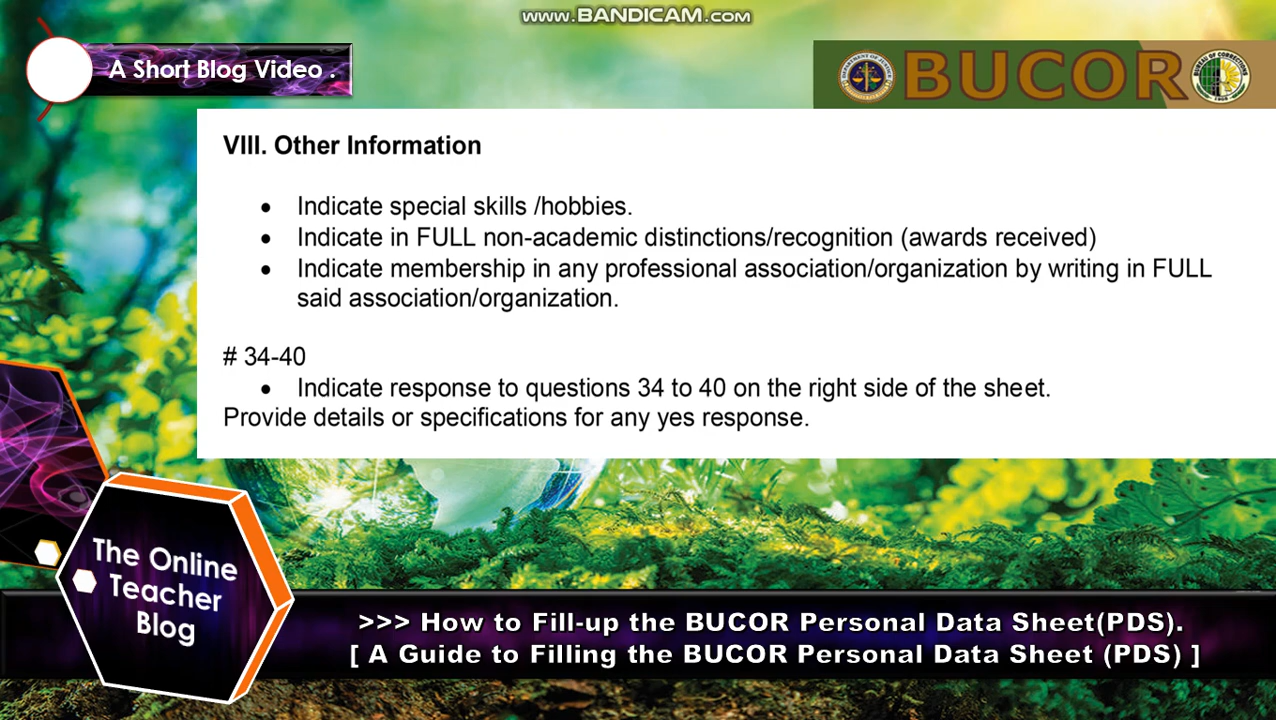 WWW.BANDICAM.COM
A Short Blog Video .
BUCOR
VIII. Other Information
• Indicate special skills /hobbies.
• Indicate in FULL non-academic distinctions/recognition (awards received)
• Indicate membership in any professional association/organization by writing in FULL
said association/organization.
# 34-40
• Indicate response to questions 34 to 40 on the right side of the sheet.
Provide details or specifications for any yes response.
The Online
Teacher
Blog
>>> How to Fill-up the BUCOR Personal Data Sheet(PDS).
[ A Guide to Filling the BUCOR Personal Data Sheet (PDS) ]